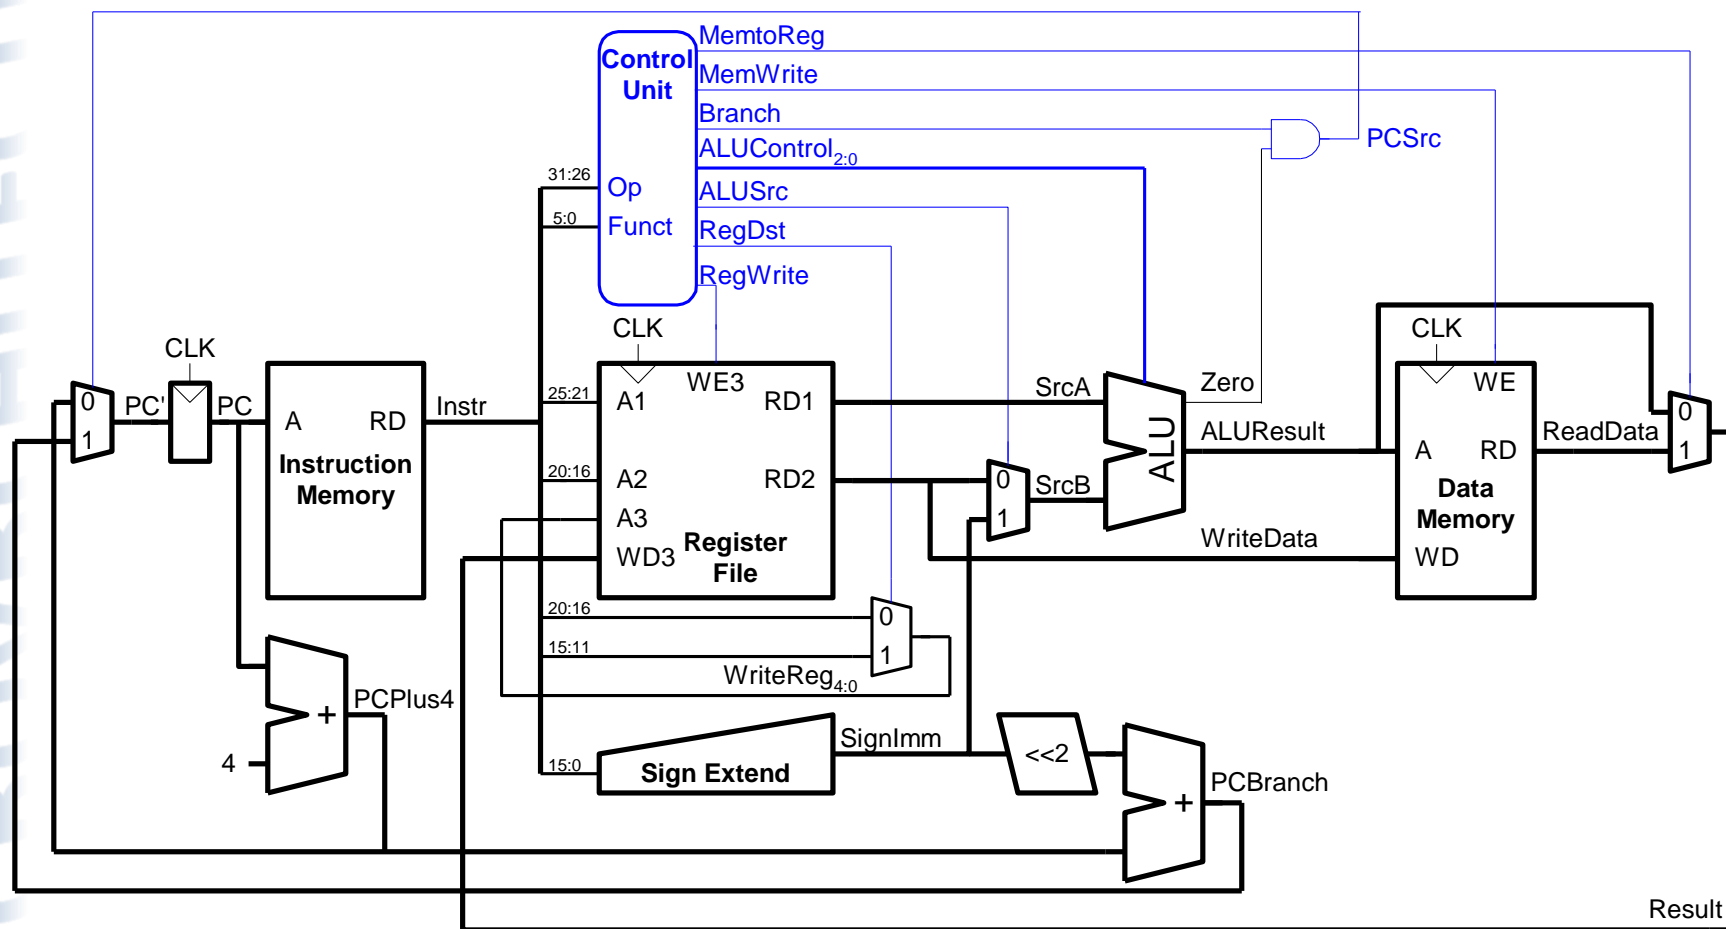 MemtoReg
Control
Unit
MemWrite
Branch
PCSrc
ALUControl2:0
31:26
Op
ALUSrc
5:0
Funct
RegDst
RegWrite
CLK
CLK
CLK
0
PC'
PC
1
A
RD
Instruction
Memory
Instr
25:21
A1
WE3
RD1
SrcA
Zero
WE
0
1
20:16
A2
RD2
0
SrcB
1
ALU
ALUResult
A
RD
ReadData
Data
Memory
A3
WD3
Register
File
WriteData
WD
20:16
0
15:11
1
WriteReg4:0
PCPlus4
+
4
SignImm
15:0
Sign Extend
<<2
+
PCBranch
Result